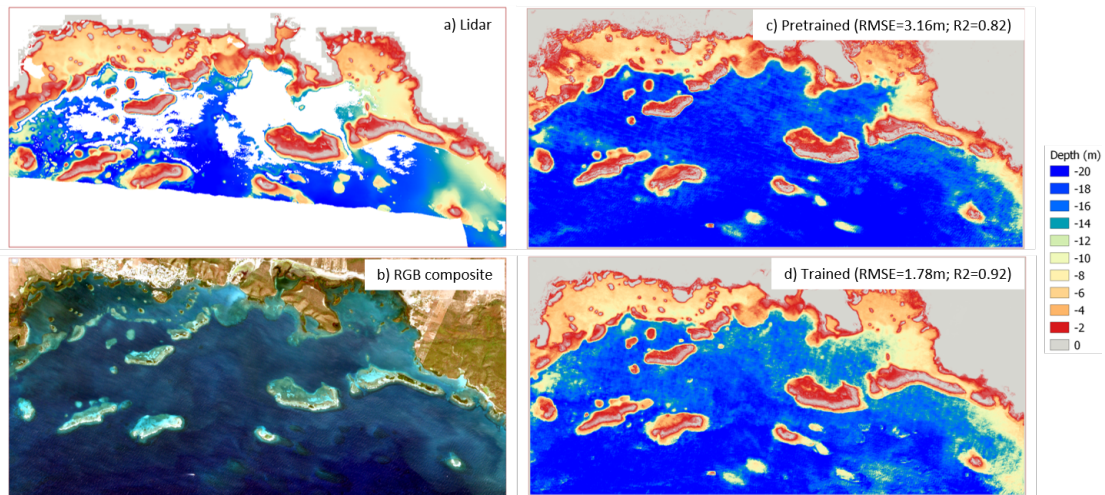 a) Lidar
c) Pretrained (RMSE=3.16m; R2=0.82)
b) RGB composite
d) Trained (RMSE=1.78m; R2=0.92)
Depth (m)
-20
-18
-16
-14
-12
-10
-8
-6
-4
-2
0